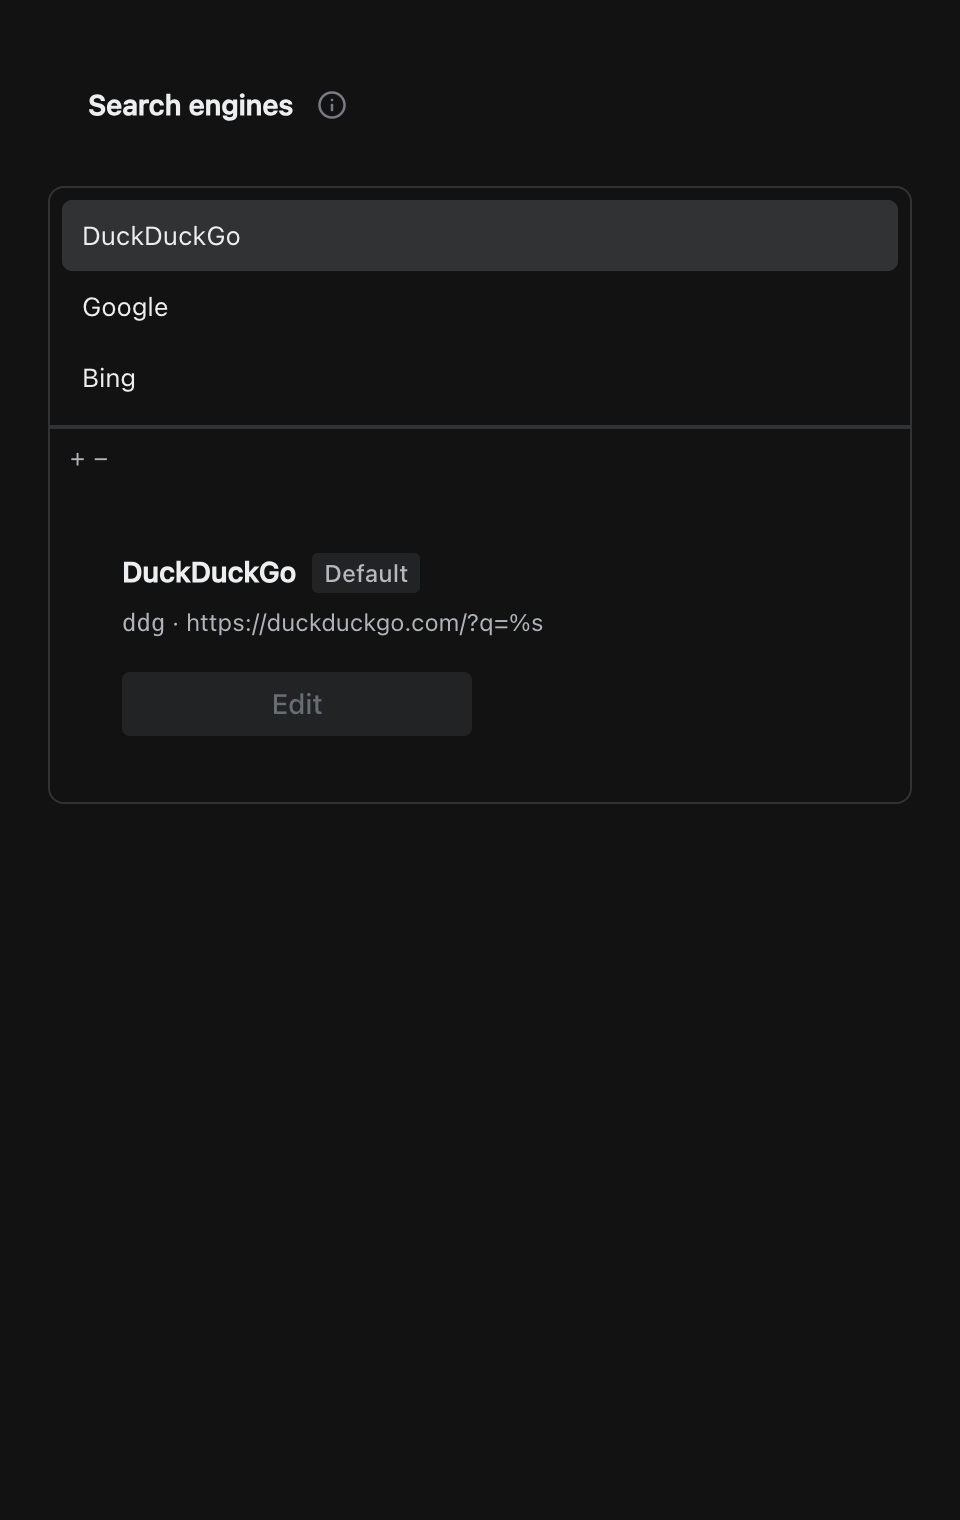 Search engines
DuckDuckGo
Google
Bing
+ −
DuckDuckGo Default
ddg · https://duckduckgo.com/?q=%s
Edit